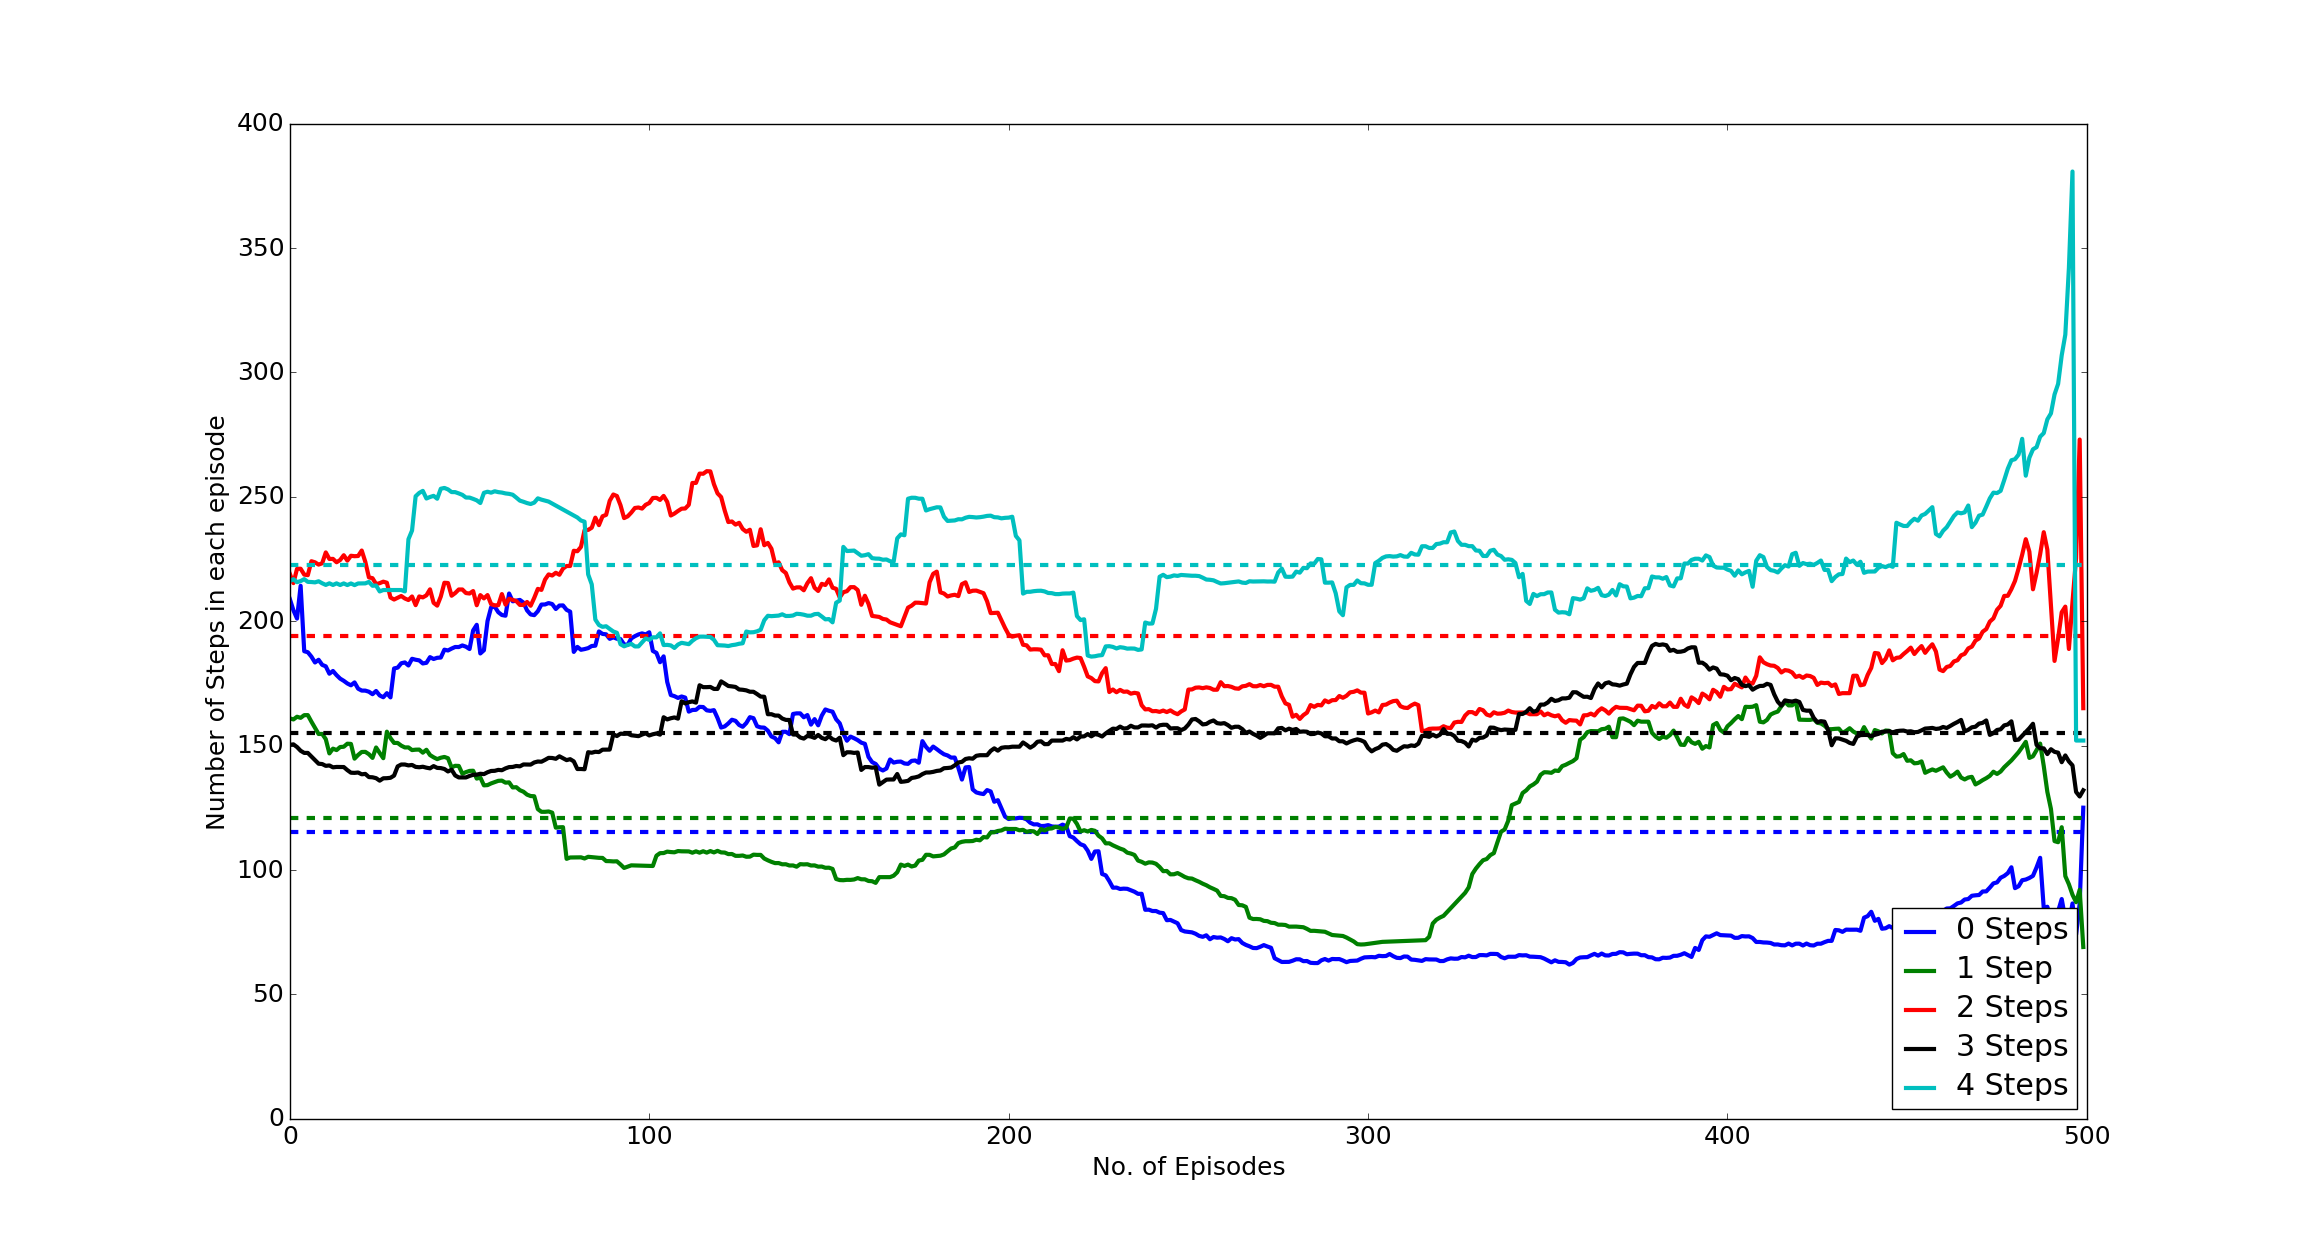 400
350
300
250
200
150
100
50
0
Number of Steps in each episode
0 100 200 300 400 500
No. of Episodes
0 Steps
1 Step
2 Steps
3 Steps
4 Steps